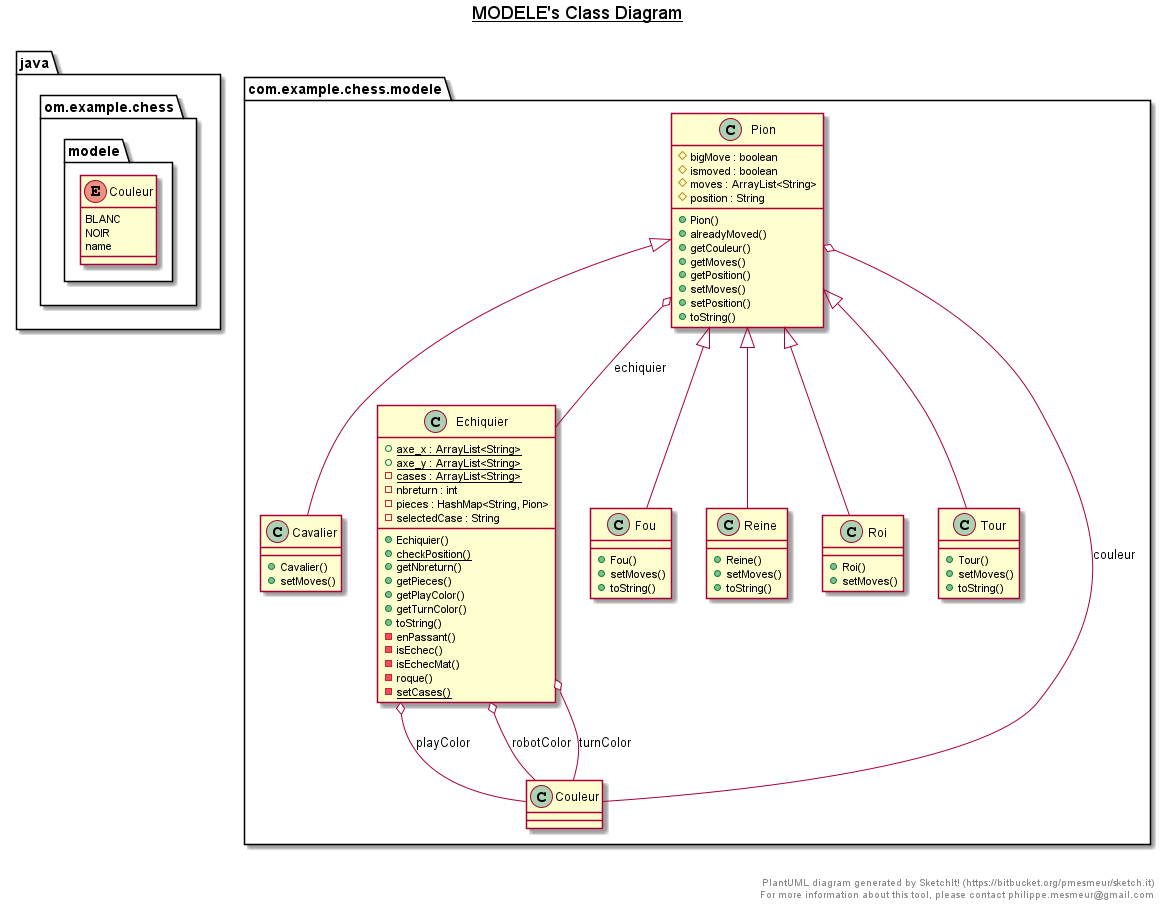 MODELE's Class Diagram
java
om.example.chess
modele
E Couleur
BLANC
NOIR
name
com.example.chess.modele
C Pion
bigMove : boolean
ismoved : boolean
moves : ArrayList<String>
position : String
Pion()
alreadyMoved()
getCouleur()
getMoves()
getPosition()
setMoves()
setPosition()
toString()
echiquier
C Echiquier
axe_x : ArrayList<String>
axe_y : ArrayList<String>
cases : ArrayList<String>
nbreturn : int
pieces : HashMap<String, Pion>
selectedCase : String
Echiquier()
checkPosition()
getNbreturn()
getPieces()
getPlayColor()
getTurnColor()
toString()
enPassant()
isEchec()
isEchecMat()
roque()
setCases()
C Cavalier
Cavalier()
setMoves()
C Fou
Fou()
setMoves()
toString()
C Reine
Reine()
setMoves()
toString()
C Roi
Roi()
setMoves()
C Tour
Tour()
setMoves()
toString()
couleur
playColor
robotColor
turnColor
C Couleur
PlantUML diagram generated by SketchIt! (https://bitbucket.org/pmesmeur/sketch.it)
For more information about this tool, please contact philippe.mesmeur@gmail.com